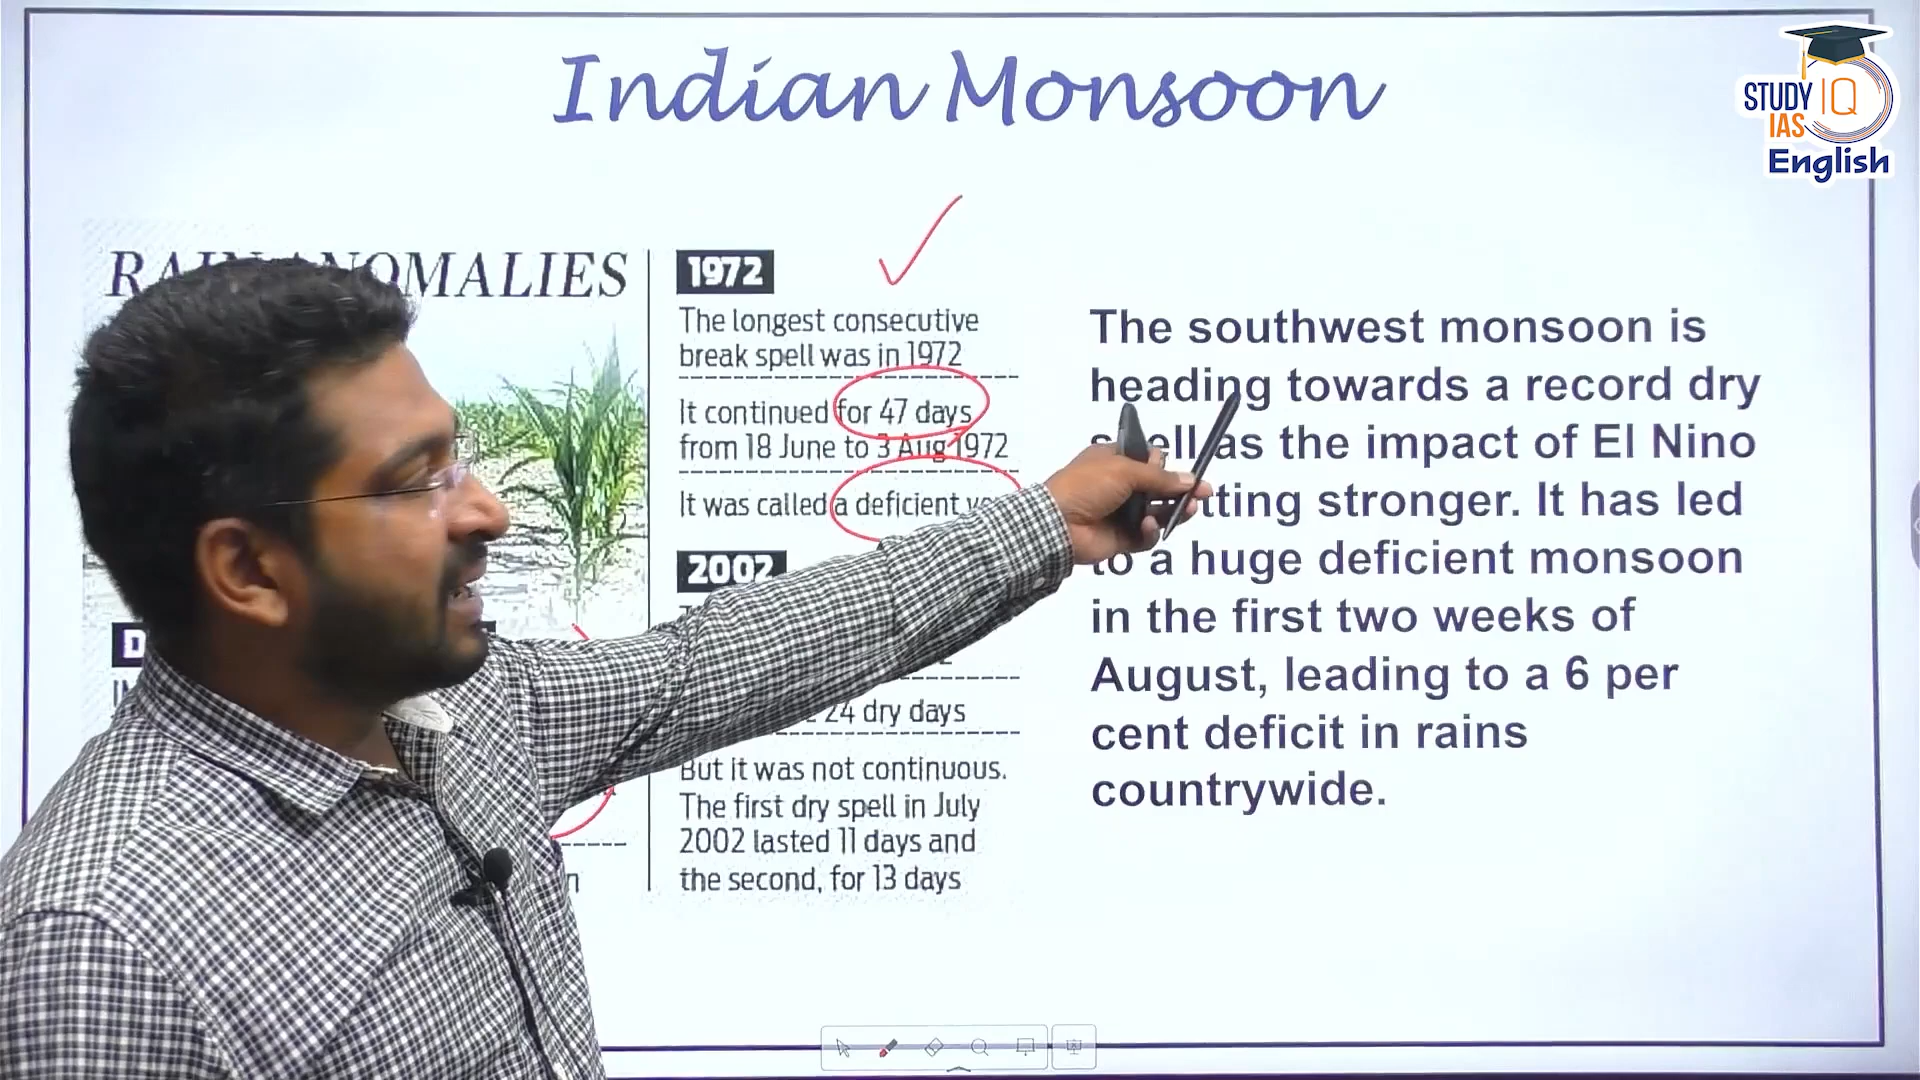 Indian Monsoon
STUDY IQ
IAS
English
RAIN ANOMALIES
1972
The longest consecutive
break spell was in 1972
It continued for 47 days
from 18 June to 3 Aug 1972
It was called a deficient
2002
24 dry days
But it was not continuous.
The first dry spell in July
2002 lasted 11 days and
the second, for 13 days
The southwest monsoon is
heading towards a record dry
spell as the impact of El Nino
stronger. It has led
to a huge deficient monsoon
in the first two weeks of
August, leading to a 6 per
cent deficit in rains
countrywide.